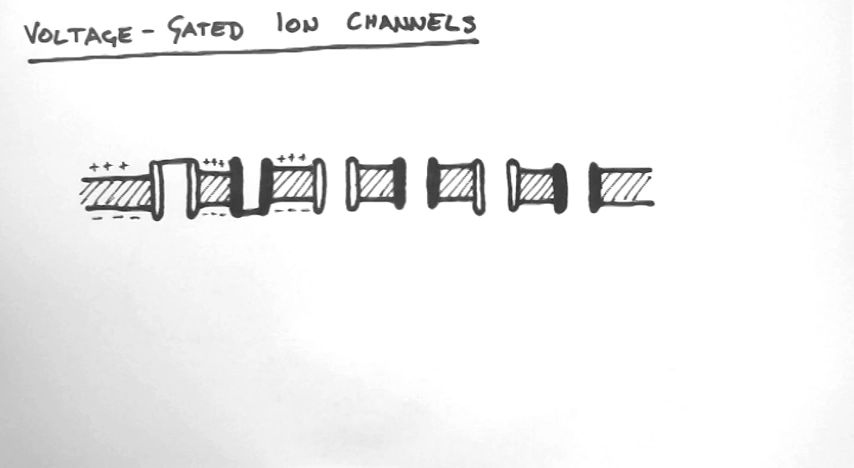 VOLTAGE-GATED ION CHANNELS
+++ +++ +++
--- --- ---